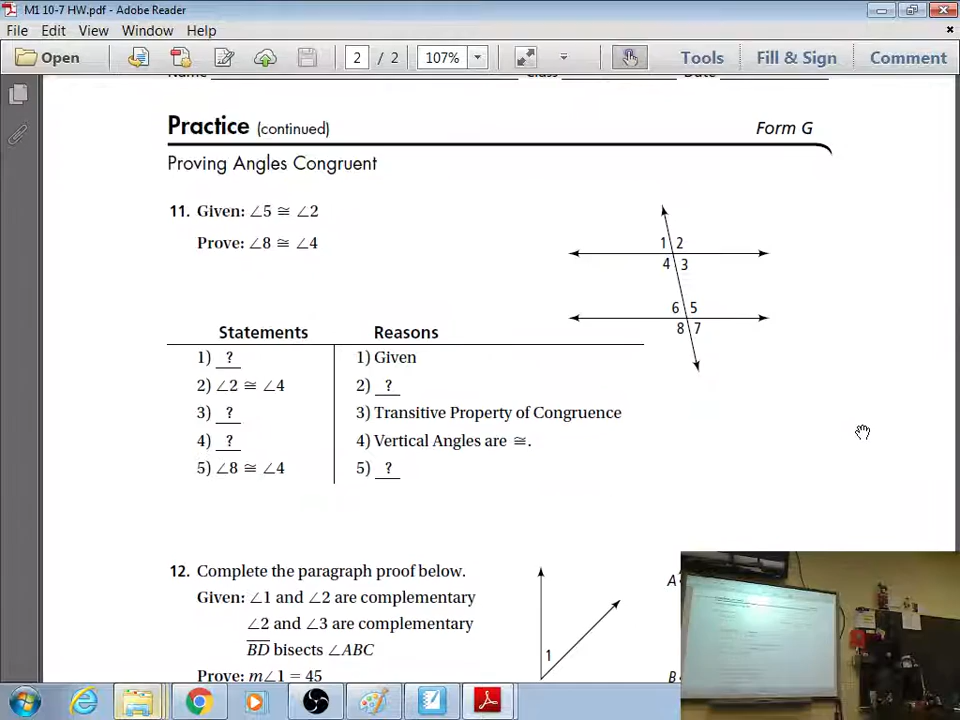 M1 10-7 HW.pdf - Adobe Reader
File Edit View Window Help
Open 2 / 2 107% Tools Fill & Sign Comment
Name Class Date
Practice (continued) Form G
Proving Angles Congruent
11. Given: ∠5 ≅ ∠2
Prove: ∠8 ≅ ∠4
1 2
4 3
6 5
8 7
Statements Reasons
1) ? 1) Given
2) ∠2 ≅ ∠4 2) ?
3) ? 3) Transitive Property of Congruence
4) ? 4) Vertical Angles are ≅.
5) ∠8 ≅ ∠4 5) ?
12. Complete the paragraph proof below.
Given: ∠1 and ∠2 are complementary
∠2 and ∠3 are complementary
BD bisects ∠ABC
Prove: m∠1 = 45
1
A
B